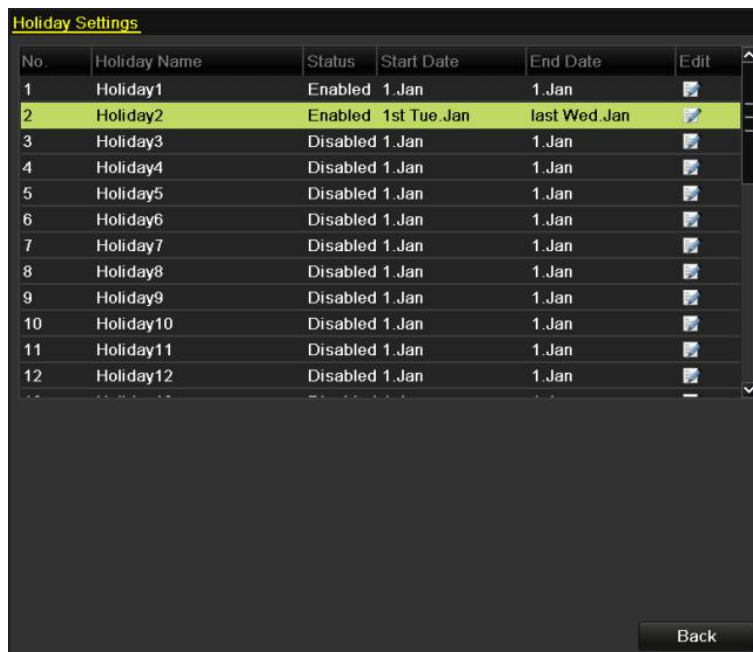 Holiday Settings
No. Holiday Name Status Start Date End Date Edit
1 Holiday1 Enabled 1.Jan 1.Jan
2 Holiday2 Enabled 1st Tue.Jan last Wed.Jan
3 Holiday3 Disabled 1.Jan 1.Jan
4 Holiday4 Disabled 1.Jan 1.Jan
5 Holiday5 Disabled 1.Jan 1.Jan
6 Holiday6 Disabled 1.Jan 1.Jan
7 Holiday7 Disabled 1.Jan 1.Jan
8 Holiday8 Disabled 1.Jan 1.Jan
9 Holiday9 Disabled 1.Jan 1.Jan
10 Holiday10 Disabled 1.Jan 1.Jan
11 Holiday11 Disabled 1.Jan 1.Jan
12 Holiday12 Disabled 1.Jan 1.Jan
Back